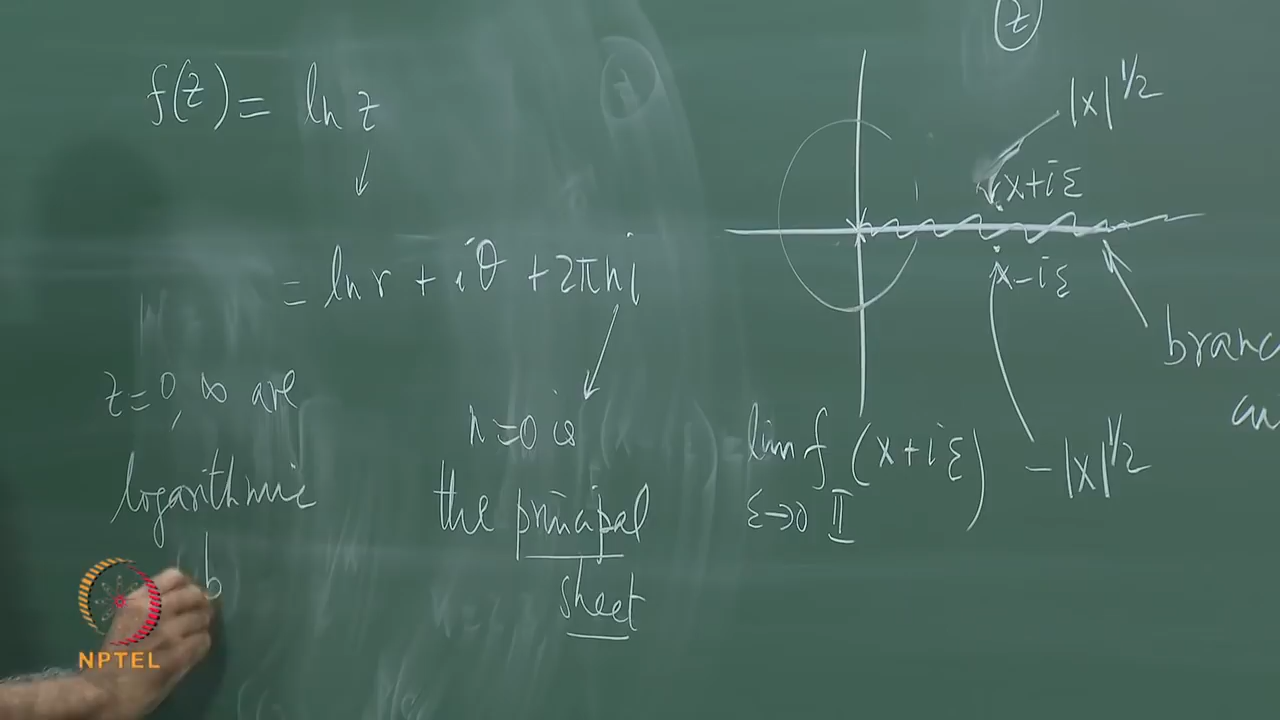 f(z) = ln z
= ln r + iθ + 2πni
z=0, ∞ are
logarithmic
b
n=0 is
the principal
sheet
z
|x|^1/2
x+iε
x-iε
branc
lim f (x+iε)
ε→0 II
-|x|^1/2
NPTEL